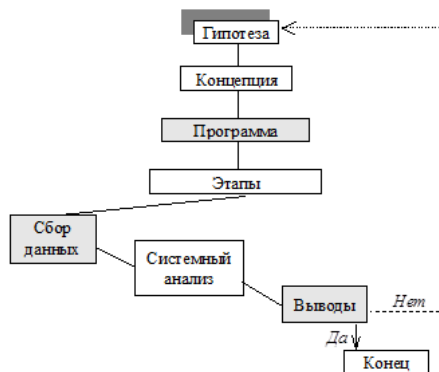 Гипотеза
Концепция
Программа
Этапы
Сбор
данных
Системный
анализ
Выводы
Нет
Да
Конец